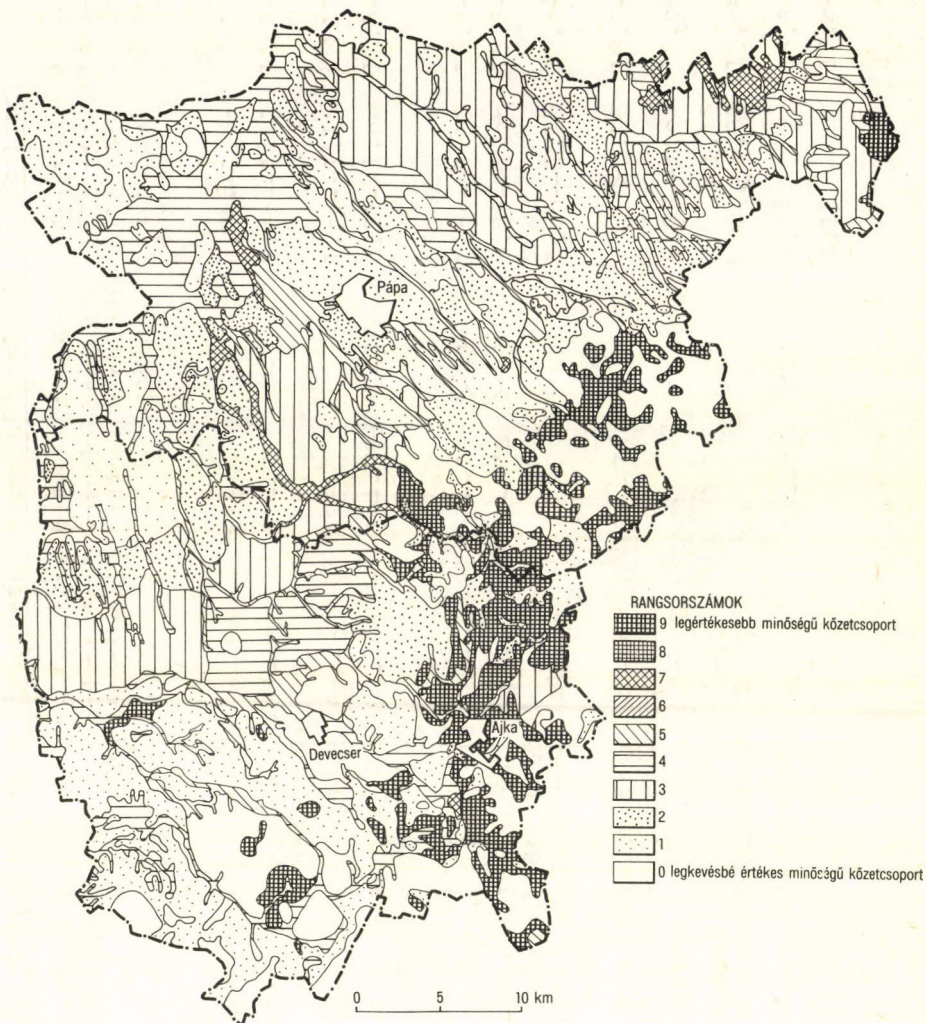 Pápa
Devecser
Ajka
RANGSORSZÁMOK
9 legértékesebb minőségű kőzetcsoport
8
7
6
5
4
3
2
1
0 legkevésbé értékes minőségű kőzetcsoport
0 5 10 km